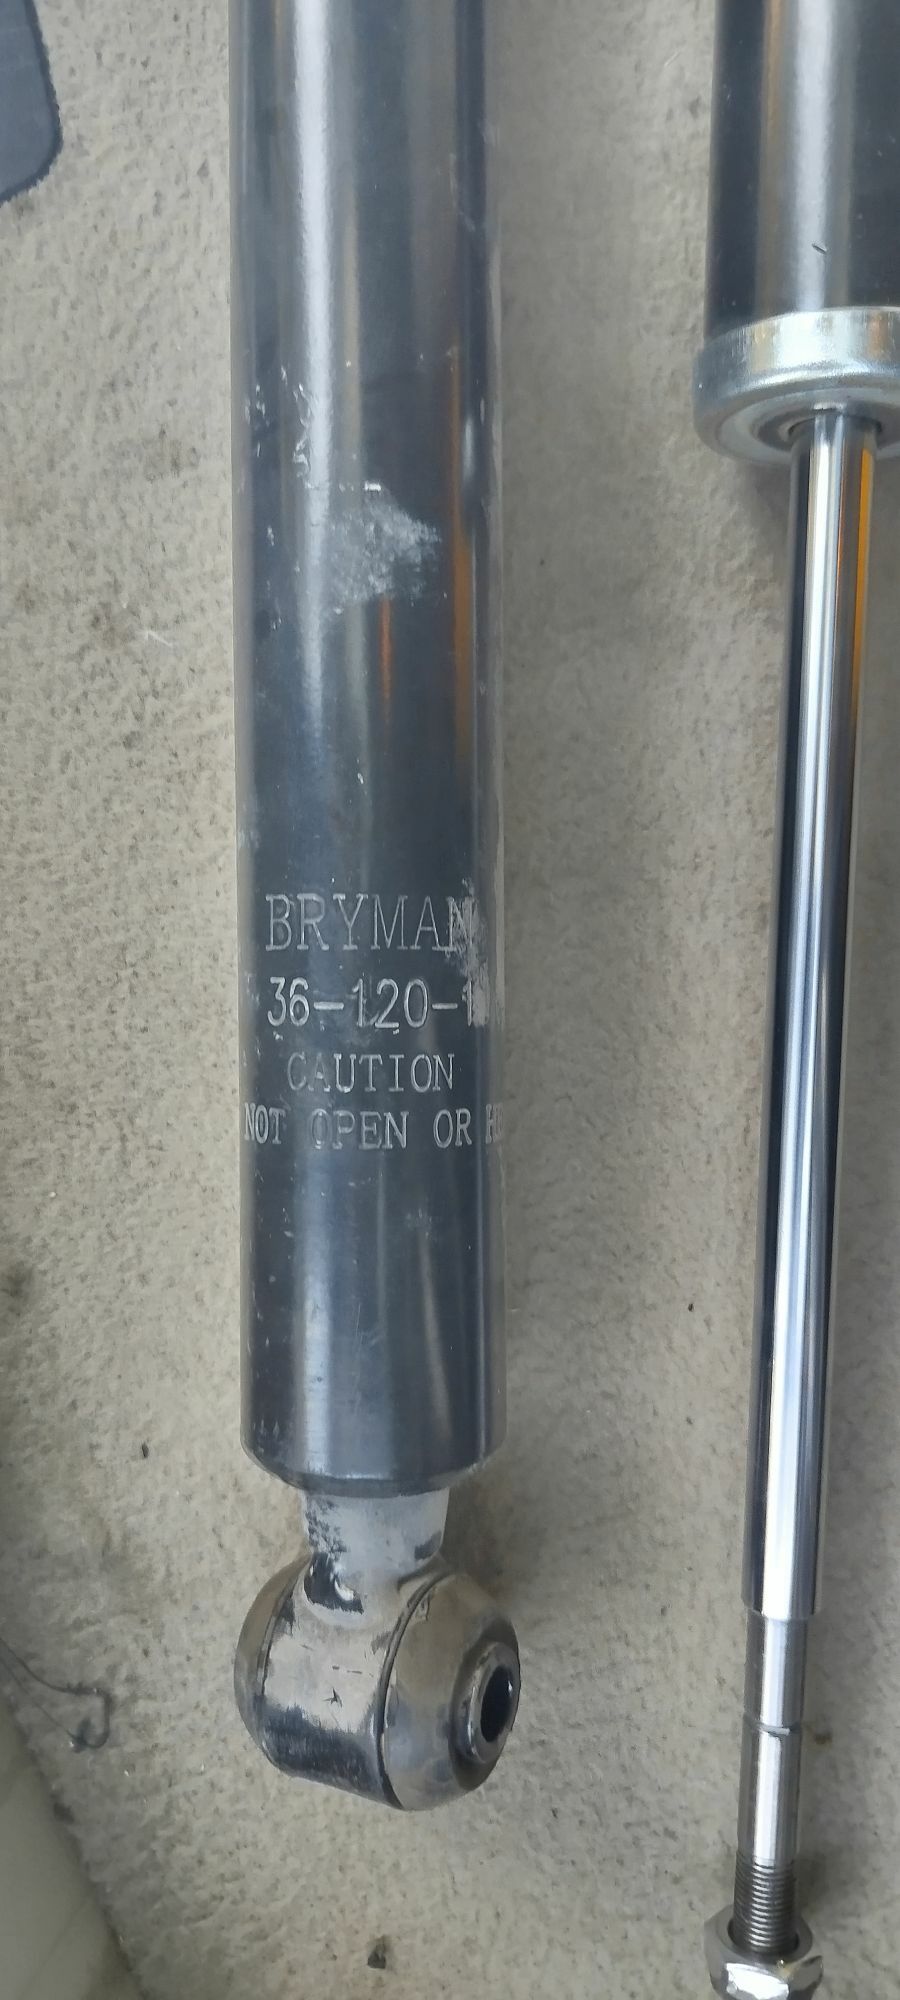 BRYMAN
36-120-1
CAUTION
NOT OPEN OR